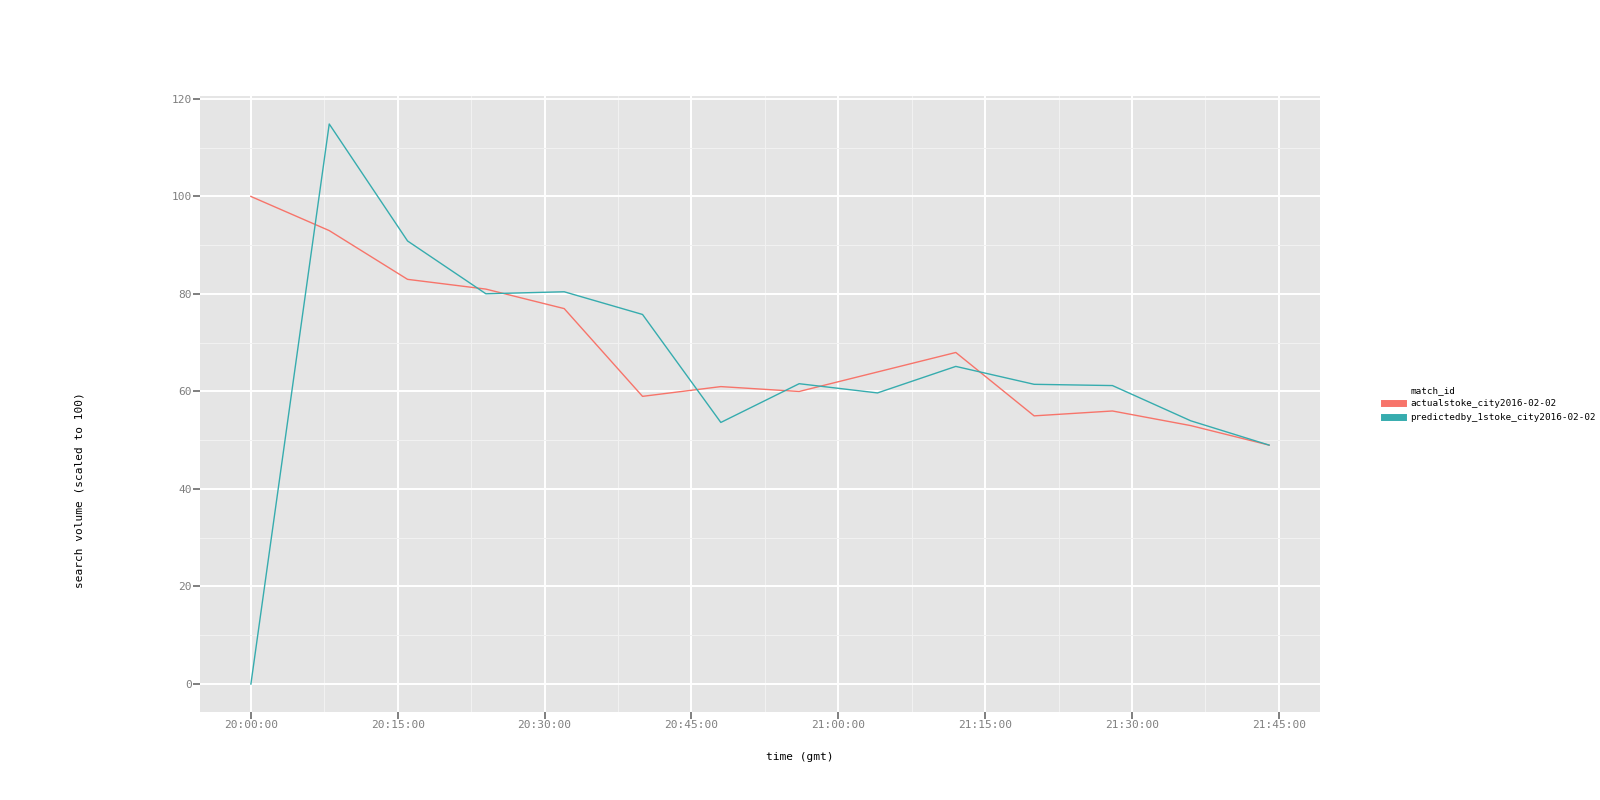 120
100
80
60
40
20
0
search volume (scaled to 100)
20:00:00 20:15:00 20:30:00 20:45:00 21:00:00 21:15:00 21:30:00 21:45:00
time (gmt)
match_id
actualstoke_city2016-02-02
predictedby_1stoke_city2016-02-02